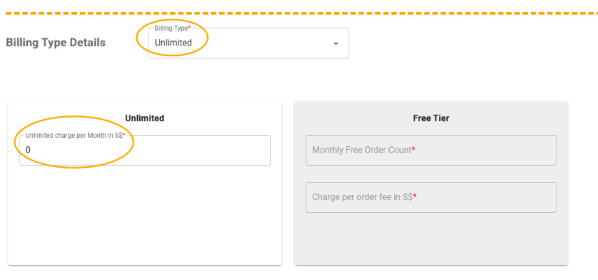 Billing Type Details
Billing Type*
Unlimited
Unlimited
Unlimited charge per Month in S$*
0
Free Tier
Monthly Free Order Count*
Charge per order fee in S$*